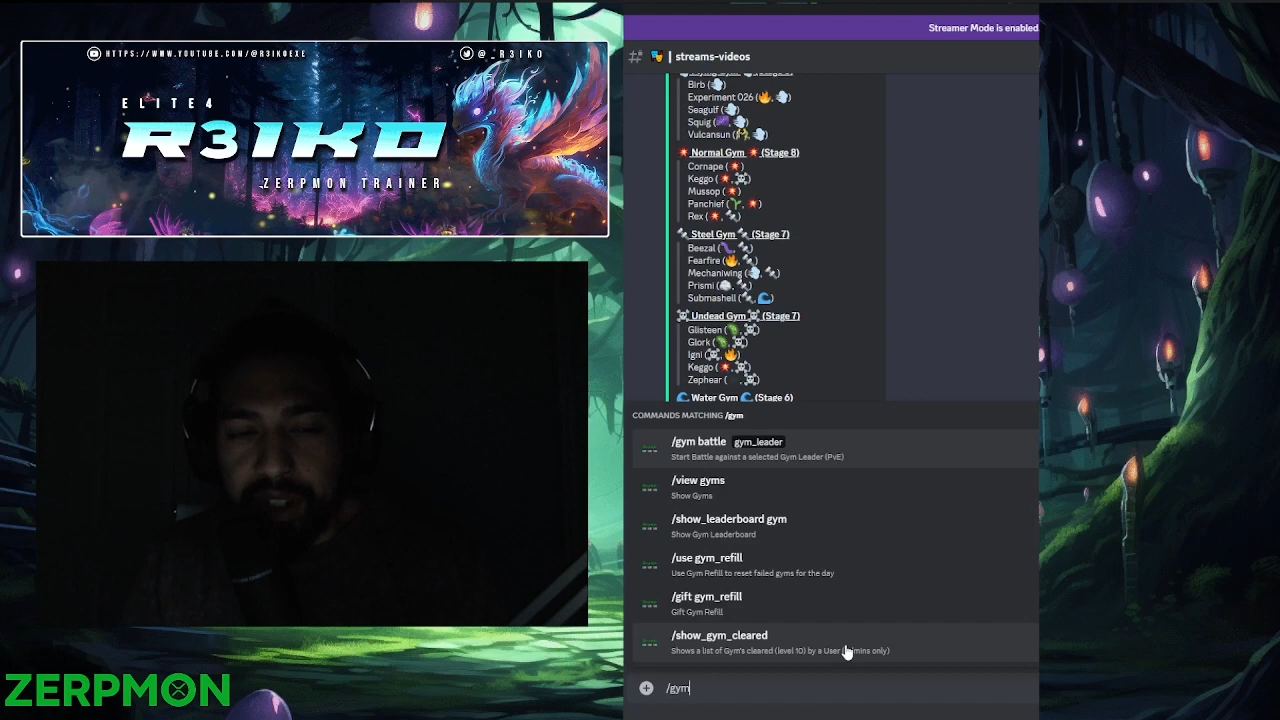 HTTPS://WWW.YOUTUBE.COM/@R3IKOEXE
@_R3IKO
ELITE4
R3IKO
ZERPMON TRAINER
ZERPMON
Streamer Mode is enabled
streams-videos
Birb
Experiment 026
Seagulf
Squig
Vulcansun
Normal Gym (Stage 8)
Cornape
Keggo
Mussop
Panchief
Rex
Steel Gym (Stage 7)
Beezal
Fearfire
Mechaniwing
Prismi
Submashell
Undead Gym (Stage 7)
Glisteen
Glork
Igni
Keggo
Zephear
Water Gym (Stage 6)
COMMANDS MATCHING /gym
/gym battle gym_leader
Start Battle against a selected Gym Leader (PvE)
/view gyms
Show Gyms
/show_leaderboard gym
Show Gym Leaderboard
/use gym_refill
Use Gym Refill to reset failed gyms for the day
/gift gym_refill
Gift Gym Refill
/show_gym_cleared
Shows a list of Gym's cleared (level 10) by a User only)
/gym